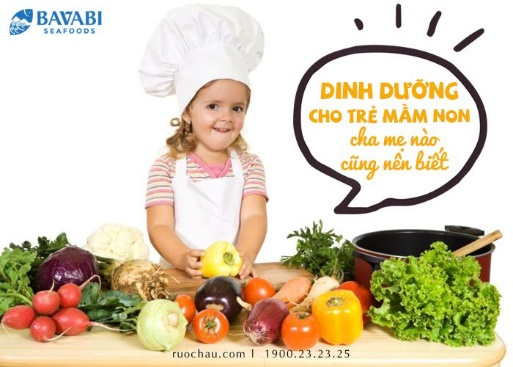 BAVABI
SEAFOODS
DINH DƯỠNG
CHO TRẺ MẦM NON
cha mẹ nào
cũng nên biết
ruochau.com | 1900.23.23.25